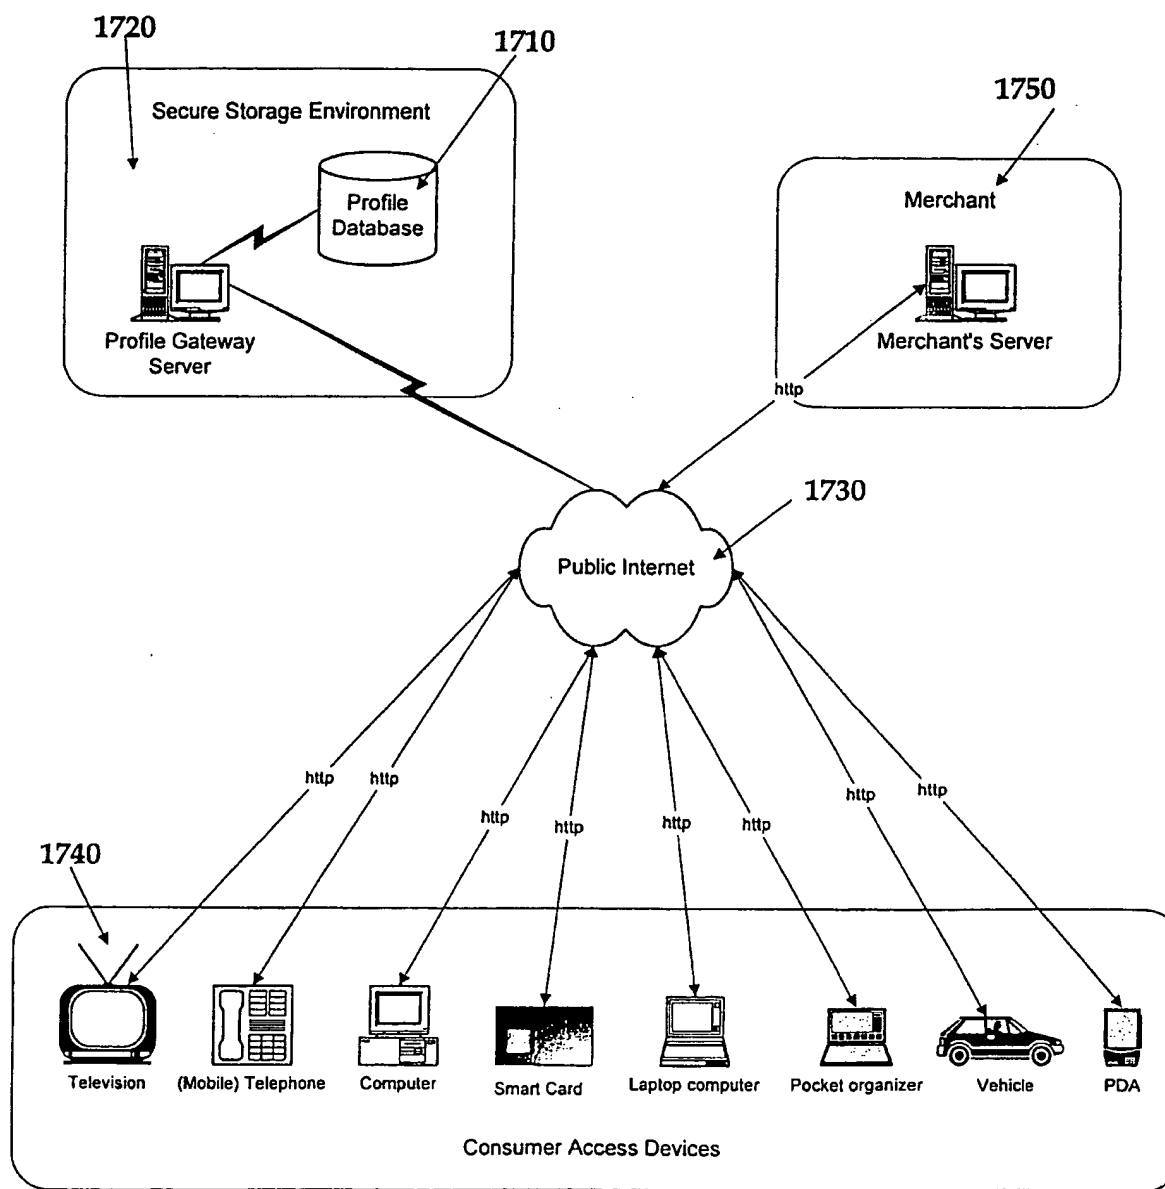 1720
1710
1750
Secure Storage Environment
Profile
Database
Profile Gateway
Server
Merchant
Merchant's Server
http
1730
Public Internet
http
http
http
http
http
http
http
http
1740
Television
(Mobile) Telephone
Computer
Smart Card
Laptop computer
Pocket organizer
Vehicle
PDA
Consumer Access Devices